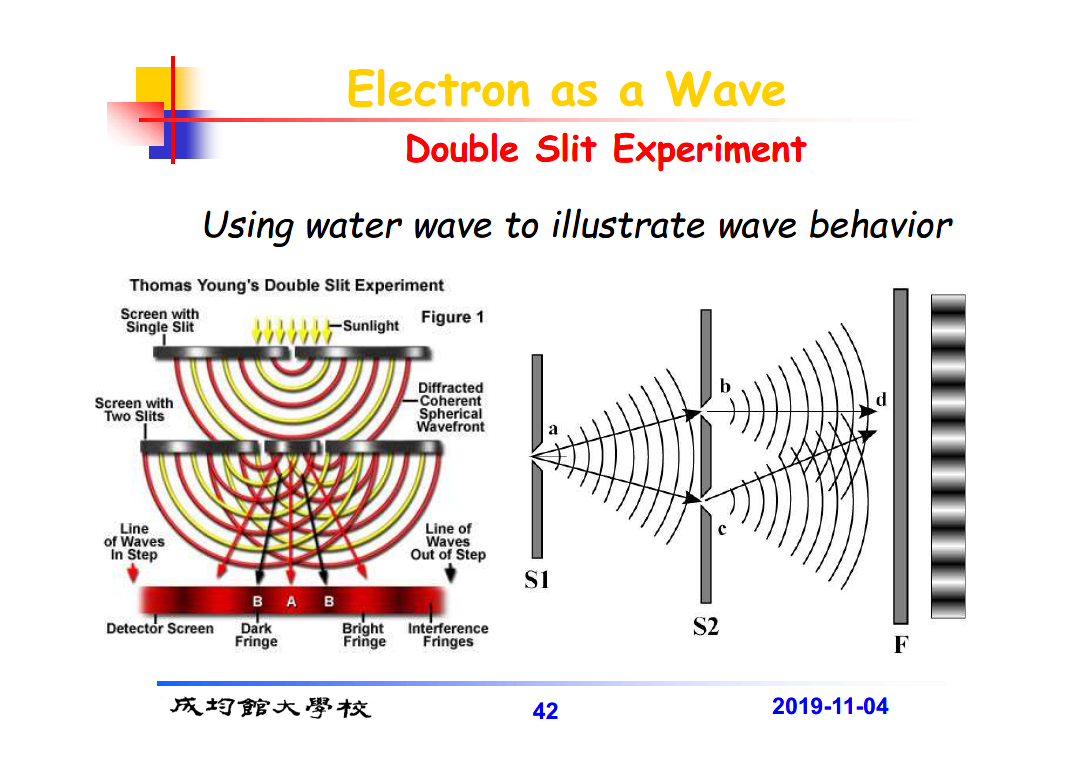 Electron as a Wave
Double Slit Experiment
Using water wave to illustrate wave behavior
Thomas Young's Double Slit Experiment
Screen with
Single Slit
Sunlight
Figure 1
Screen with
Two Slits
Diffracted
Coherent
Spherical
Wavefront
Line
of Waves
In Step
Line of
Waves
Out of Step
B A B
Detector Screen
Dark
Fringe
Bright
Fringe
Interference
Fringes
a
b
c
d
S1
S2
F
成均館大學校
42
2019-11-04